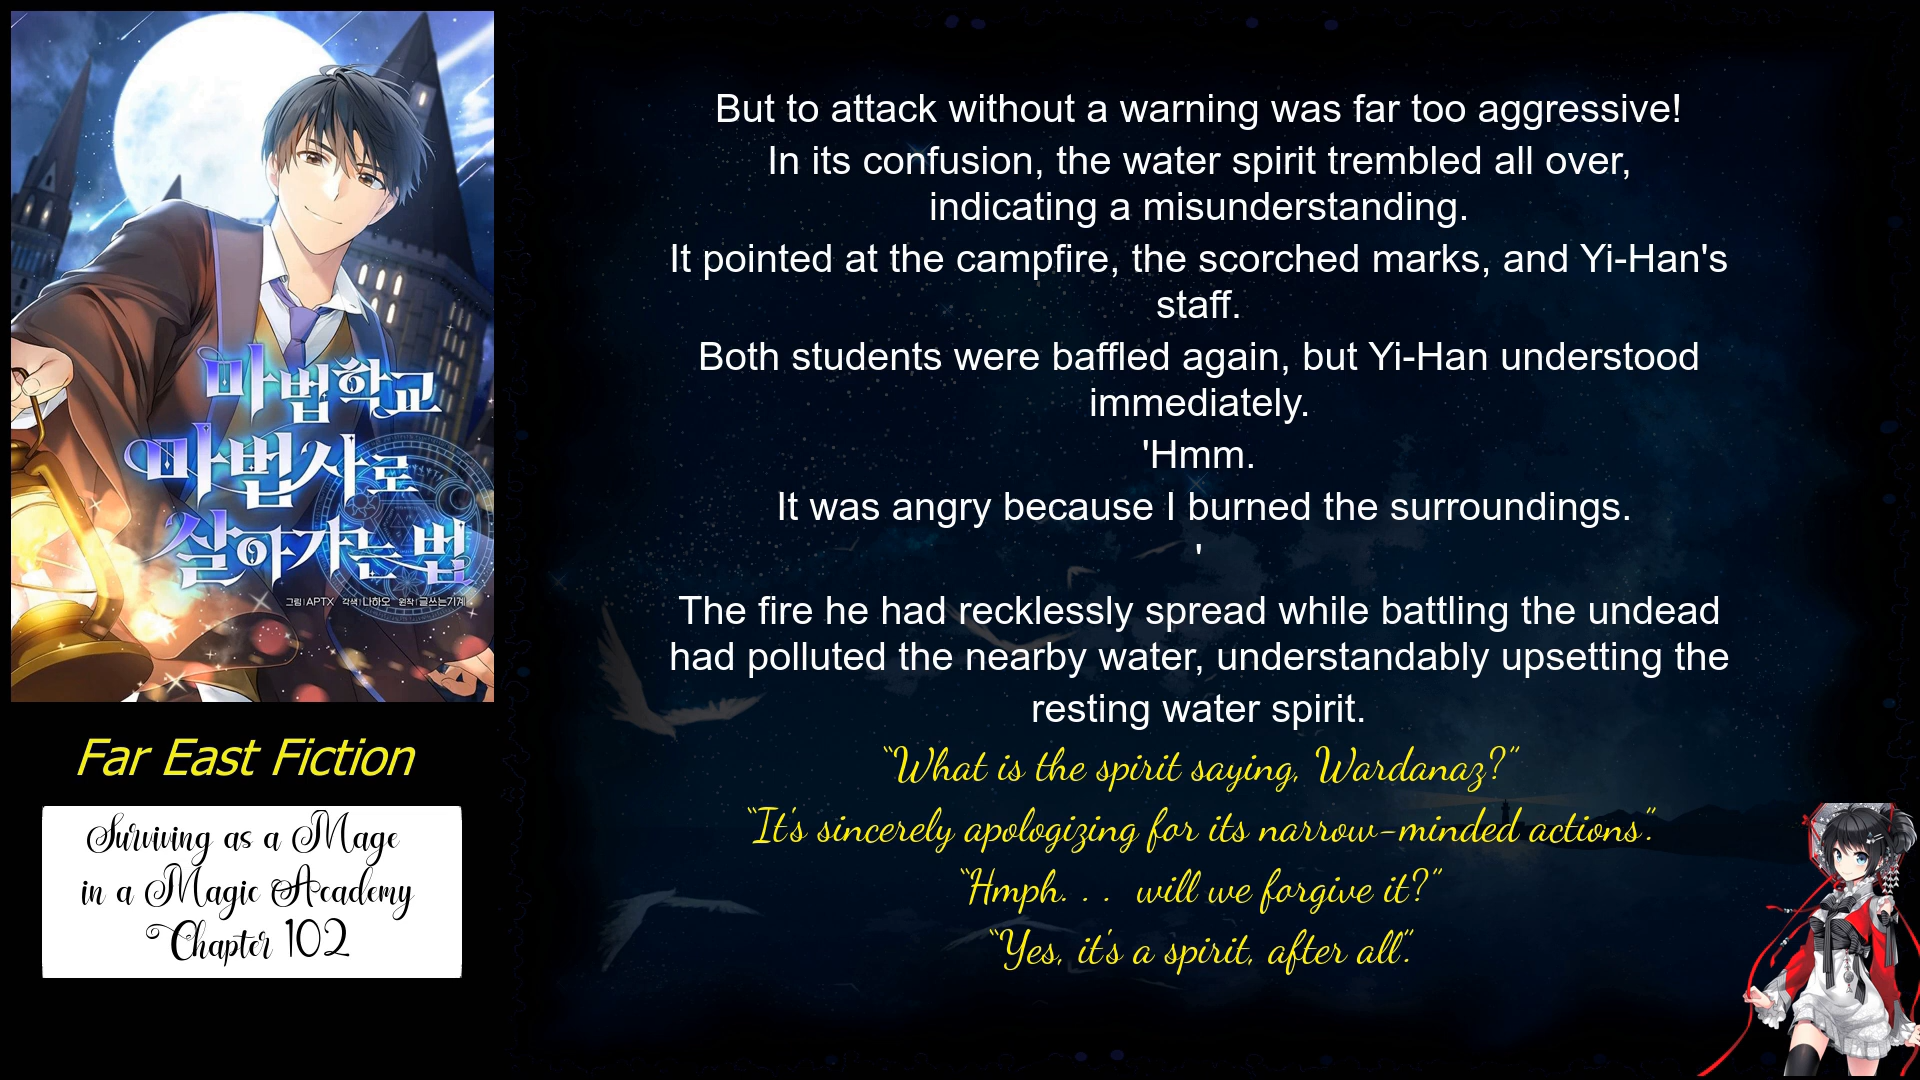 마법학교
마법사로
살아가는 법
그림|APTX 각색|나하오 원작|글쓰는기계
Far East Fiction
Surviving as a Mage
in a Magic Academy
Chapter 102
But to attack without a warning was far too aggressive!
In its confusion, the water spirit trembled all over,
indicating a misunderstanding.
It pointed at the campfire, the scorched marks, and Yi-Han's
staff.
Both students were baffled again, but Yi-Han understood
immediately.
'Hmm.
It was angry because I burned the surroundings.
'
The fire he had recklessly spread while battling the undead
had polluted the nearby water, understandably upsetting the
resting water spirit.
“What is the spirit saying, Wardanaz?”
“It's sincerely apologizing for its narrow-minded actions”.
“Hmph. . .  will we forgive it?”
“Yes, it's a spirit, after all”.